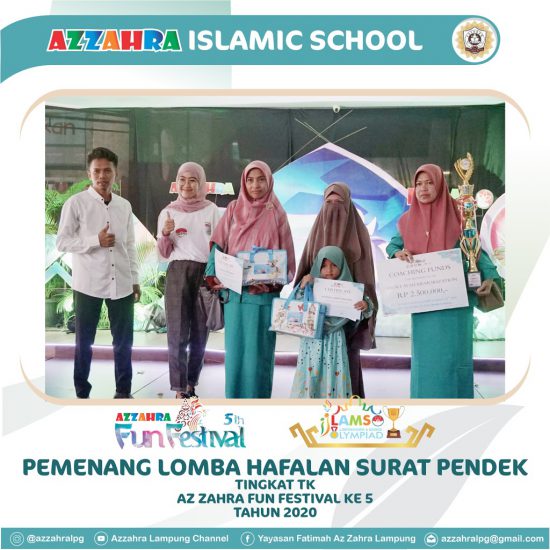 AZZAHRA ISLAMIC SCHOOL
AZZAHRA
COACHING FUNDS
RP 2.500.000,-
CERTIFICATE
AZZAHRA
Fun Festival
5th
LAMSO
OLYMPIAD
PEMENANG LOMBA HAFALAN SURAT PENDEK
TINGKAT TK
AZ ZAHRA FUN FESTIVAL KE 5
TAHUN 2020
@azzahralpg
Azzahra Lampung Channel
Yayasan Fatimah Az Zahra Lampung
azzahralpg@gmail.com